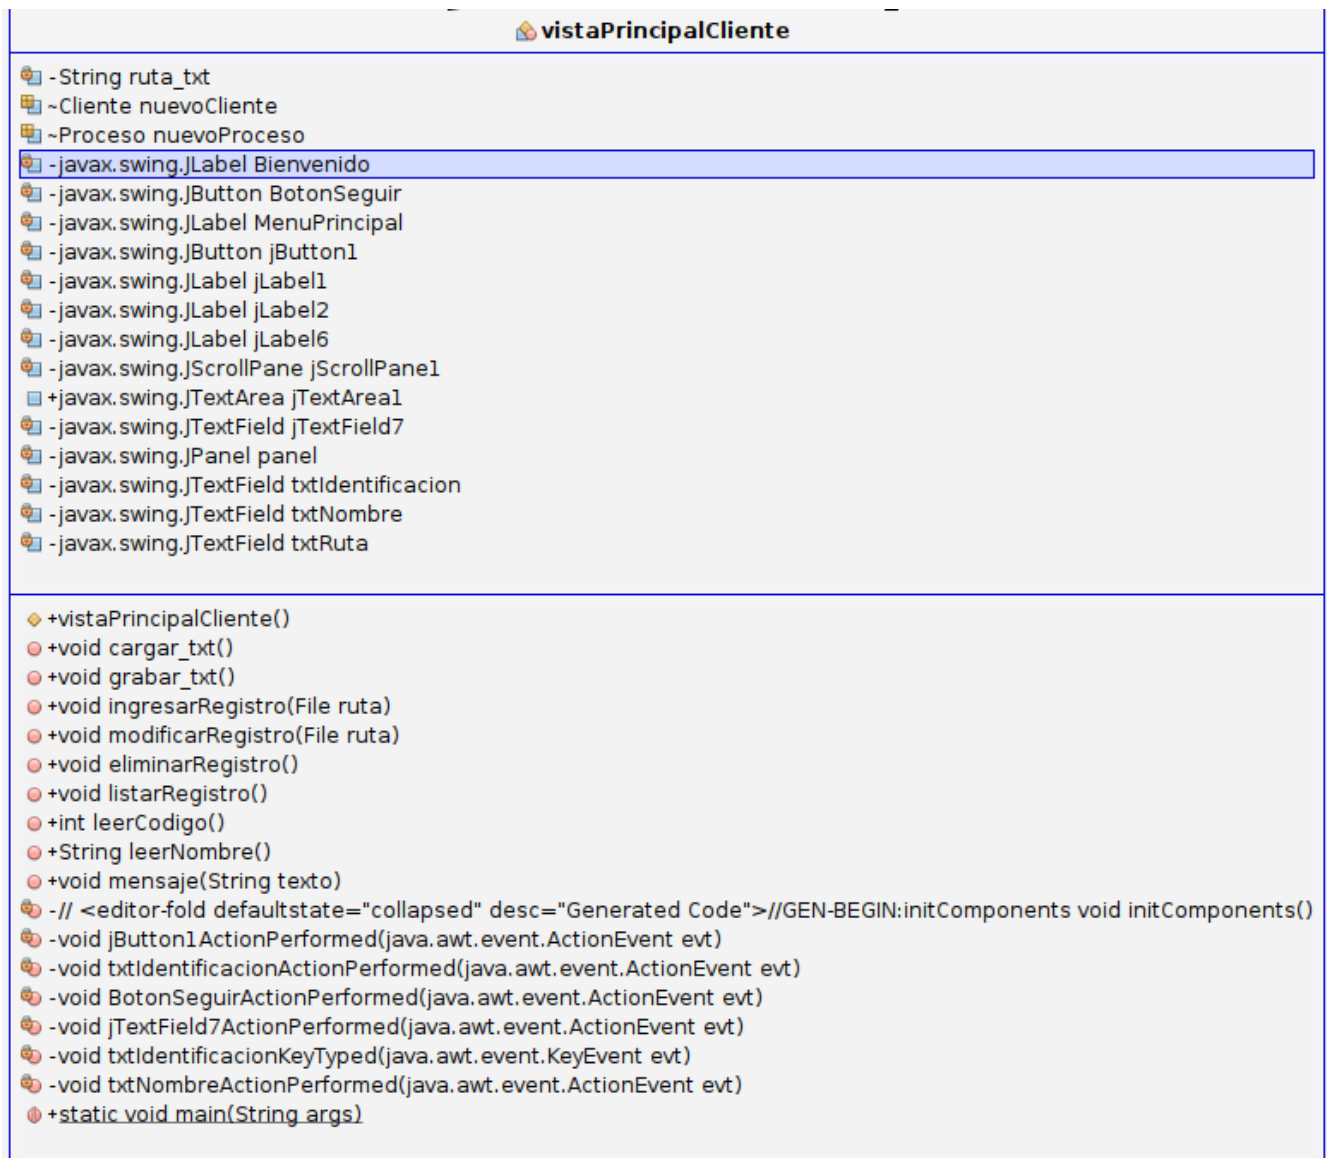 vistaPrincipalCliente
-String ruta_txt
~Cliente nuevoCliente
~Proceso nuevoProceso
-javax.swing.JLabel Bienvenido
-javax.swing.JButton BotonSeguir
-javax.swing.JLabel MenuPrincipal
-javax.swing.JButton jButton1
-javax.swing.JLabel jLabel1
-javax.swing.JLabel jLabel2
-javax.swing.JLabel jLabel6
-javax.swing.JScrollPane jScrollPane1
+javax.swing.JTextArea jTextArea1
-javax.swing.JTextField jTextField7
-javax.swing.JPanel panel
-javax.swing.JTextField txtIdentificacion
-javax.swing.JTextField txtNombre
-javax.swing.JTextField txtRuta
+vistaPrincipalCliente()
+void cargar_txt()
+void grabar_txt()
+void ingresarRegistro(File ruta)
+void modificarRegistro(File ruta)
+void eliminarRegistro()
+void listarRegistro()
+int leerCodigo()
+String leerNombre()
+void mensaje(String texto)
-// <editor-fold defaultstate="collapsed" desc="Generated Code">//GEN-BEGIN:initComponents void initComponents()
-void jButton1ActionPerformed(java.awt.event.ActionEvent evt)
-void txtIdentificacionActionPerformed(java.awt.event.ActionEvent evt)
-void BotonSeguirActionPerformed(java.awt.event.ActionEvent evt)
-void jTextField7ActionPerformed(java.awt.event.ActionEvent evt)
-void txtIdentificacionKeyTyped(java.awt.event.KeyEvent evt)
-void txtNombreActionPerformed(java.awt.event.ActionEvent evt)
+static void main(String args)